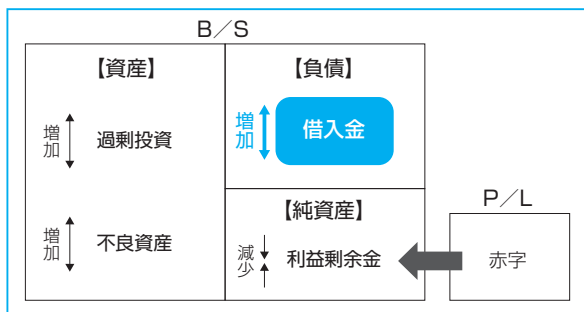 B／S
【資産】
増加
過剰投資
増加
不良資産
【負債】
増加
借入金
【純資産】
減少
利益剰余金
P／L
赤字